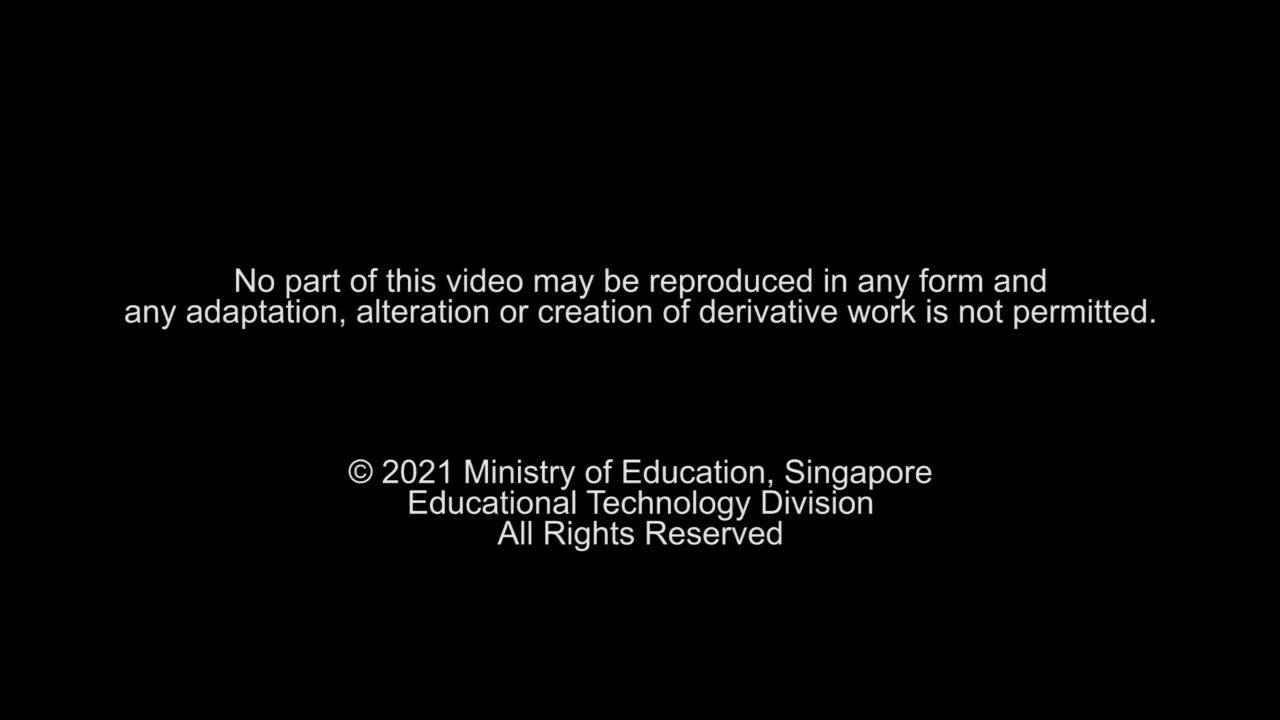 No part of this video may be reproduced in any form and
any adaptation, alteration or creation of derivative work is not permitted.
© 2021 Ministry of Education, Singapore
Educational Technology Division
All Rights Reserved